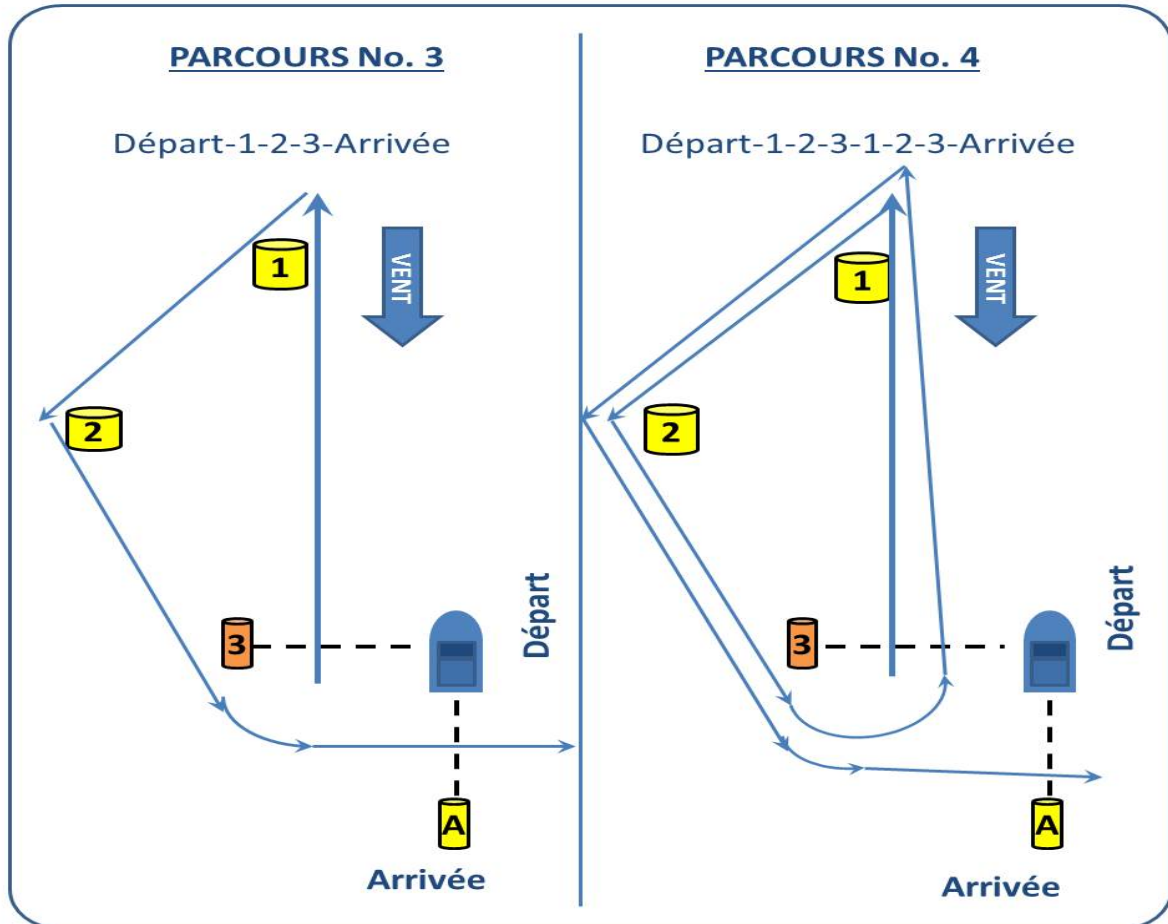 PARCOURS No. 3
Départ-1-2-3-Arrivée
1
VENT
2
3
Départ
A
Arrivée
PARCOURS No. 4
Départ-1-2-3-1-2-3-Arrivée
1
VENT
2
3
Départ
A
Arrivée